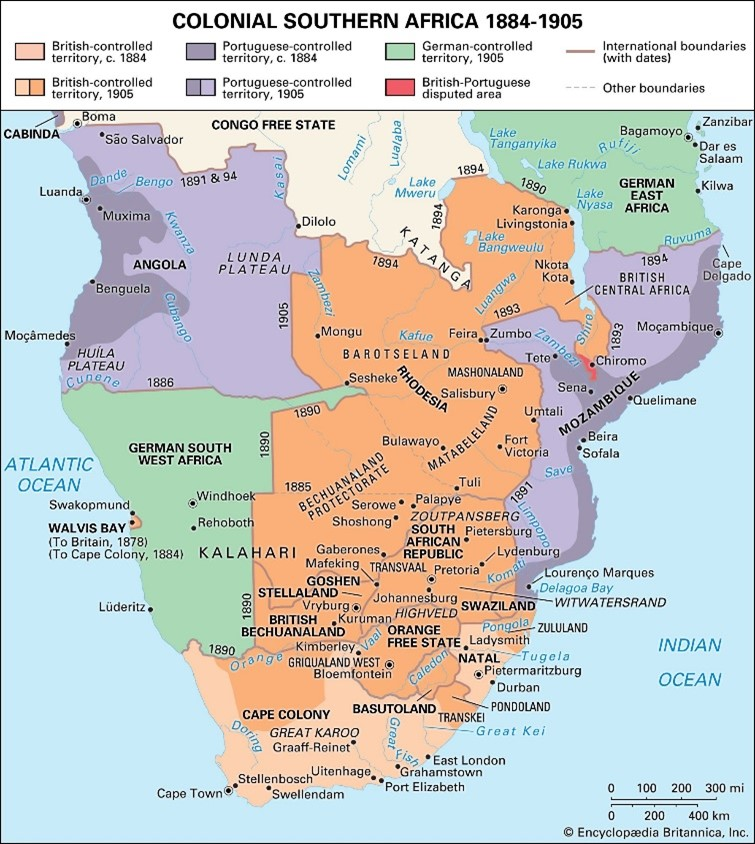 COLONIAL SOUTHERN AFRICA 1884-1905
British-controlled
territory, c. 1884
Portuguese-controlled
territory, c. 1884
German-controlled
territory, 1905
International boundaries
(with dates)
British-controlled
territory, 1905
Portuguese-controlled
territory, 1905
British-Portuguese
disputed area
Other boundaries
Boma
CABINDA
São Salvador
CONGO FREE STATE
Lomami
Lualaba
Kasai
Lake
Tanganyika
Rufiji
Bagamoyo
Zanzibar
Dar es
Salaam
Lake Rukwa
Dande
Bengo
1891 & 94
Luanda
Muxima
Kwanza
Lake
Mweru
1894
1890
Lake
Nyasa
GERMAN
EAST
AFRICA
Kilwa
Karonga
Livingstonia
1894
Dilolo
KATANGA
Lake
Bangweulu
Ruvuma
1894
Cape
Delgado
ANGOLA
LUNDA
PLATEAU
Zambezi
1894
Luangwa
Nkota
Kota
BRITISH
CENTRAL AFRICA
Benguela
Cubango
1905
1893
Shire
1893
Moçambique
Moçâmedes
Mongu
Kafue
Feira
Zumbo
Zambezi
BAROTSELAND
Tete
Chiromo
HUÍLA
PLATEAU
Cunene
1886
Sesheke
RHODESIA
MASHONALAND
Salisbury
Sena
MOZAMBIQUE
Quelimane
1890
Umtali
GERMAN SOUTH
WEST AFRICA
1890
Bulawayo
MATABELELAND
Fort
Victoria
Beira
Sofala
ATLANTIC
OCEAN
BECHUANALAND
PROTECTORATE
1885
Tuli
Save
1891
Swakopmund
Windhoek
Serowe
Palapye
Limpopo
WALVIS BAY
(To Britain, 1878)
(To Cape Colony, 1884)
Rehoboth
Shoshong
ZOUTPANSBERG
SOUTH
AFRICAN
REPUBLIC
Pietersburg
KALAHARI
Gaberones
Mafeking
TRANSVAAL
Pretoria
Lydenburg
Komati
Lourenço Marques
Delagoa Bay
GOSHEN
STELLALAND
Johannesburg
WITWATERSRAND
Lüderitz
1890
Vryburg
HIGHVELD
SWAZILAND
BRITISH
BECHUANALAND
Kuruman
Vaal
ORANGE
FREE STATE
Pongola
ZULULAND
Ladysmith
INDIAN
OCEAN
1890
Orange
Kimberley
GRIQUALAND WEST
Bloemfontein
Caledon
NATAL
Tugela
Pietermaritzburg
Durban
BASUTOLAND
PONDOLAND
TRANSKEI
CAPE COLONY
GREAT KAROO
Graaff-Reinet
Great Fish
Great Kei
Doring
East London
Grahamstown
Uitenhage
Port Elizabeth
Stellenbosch
Cape Town
Swellendam
0 100 200 300 mi
0 200 400 km
© Encyclopædia Britannica, Inc.